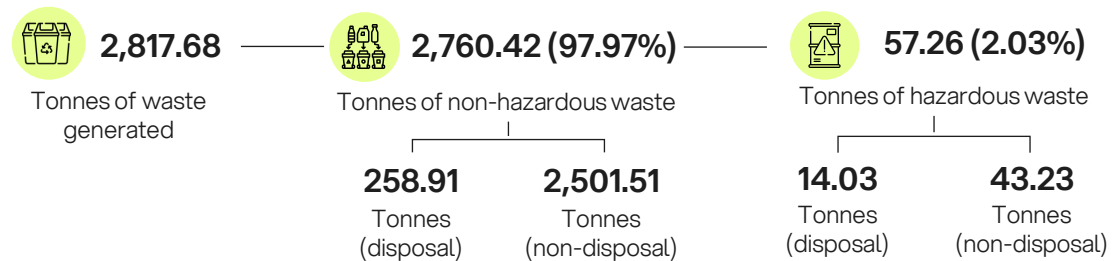 2,817.68
Tonnes of waste
generated
2,760.42 (97.97%)
Tonnes of non-hazardous waste
258.91
Tonnes
(disposal)
2,501.51
Tonnes
(non-disposal)
57.26 (2.03%)
Tonnes of hazardous waste
14.03
Tonnes
(disposal)
43.23
Tonnes
(non-disposal)